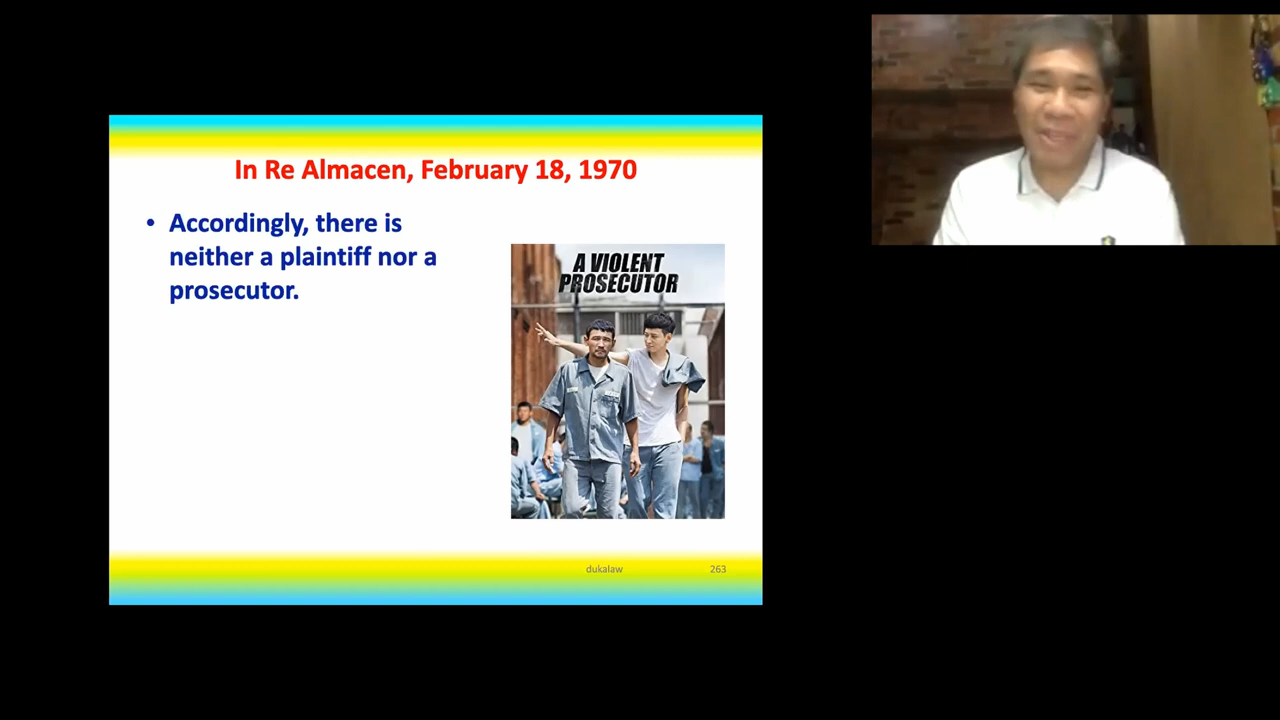 In Re Almacen, February 18, 1970
• Accordingly, there is
neither a plaintiff nor a
prosecutor.
A VIOLENT
PROSECUTOR
dukalaw
263